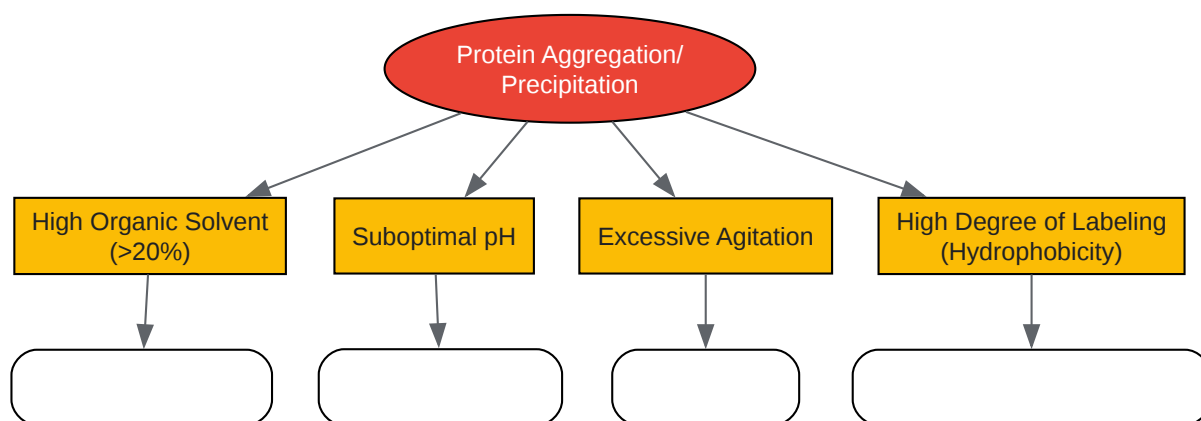 Protein Aggregation/
Precipitation
High Organic Solvent
(>20%)
Suboptimal pH
Excessive Agitation
High Degree of Labeling
(Hydrophobicity)